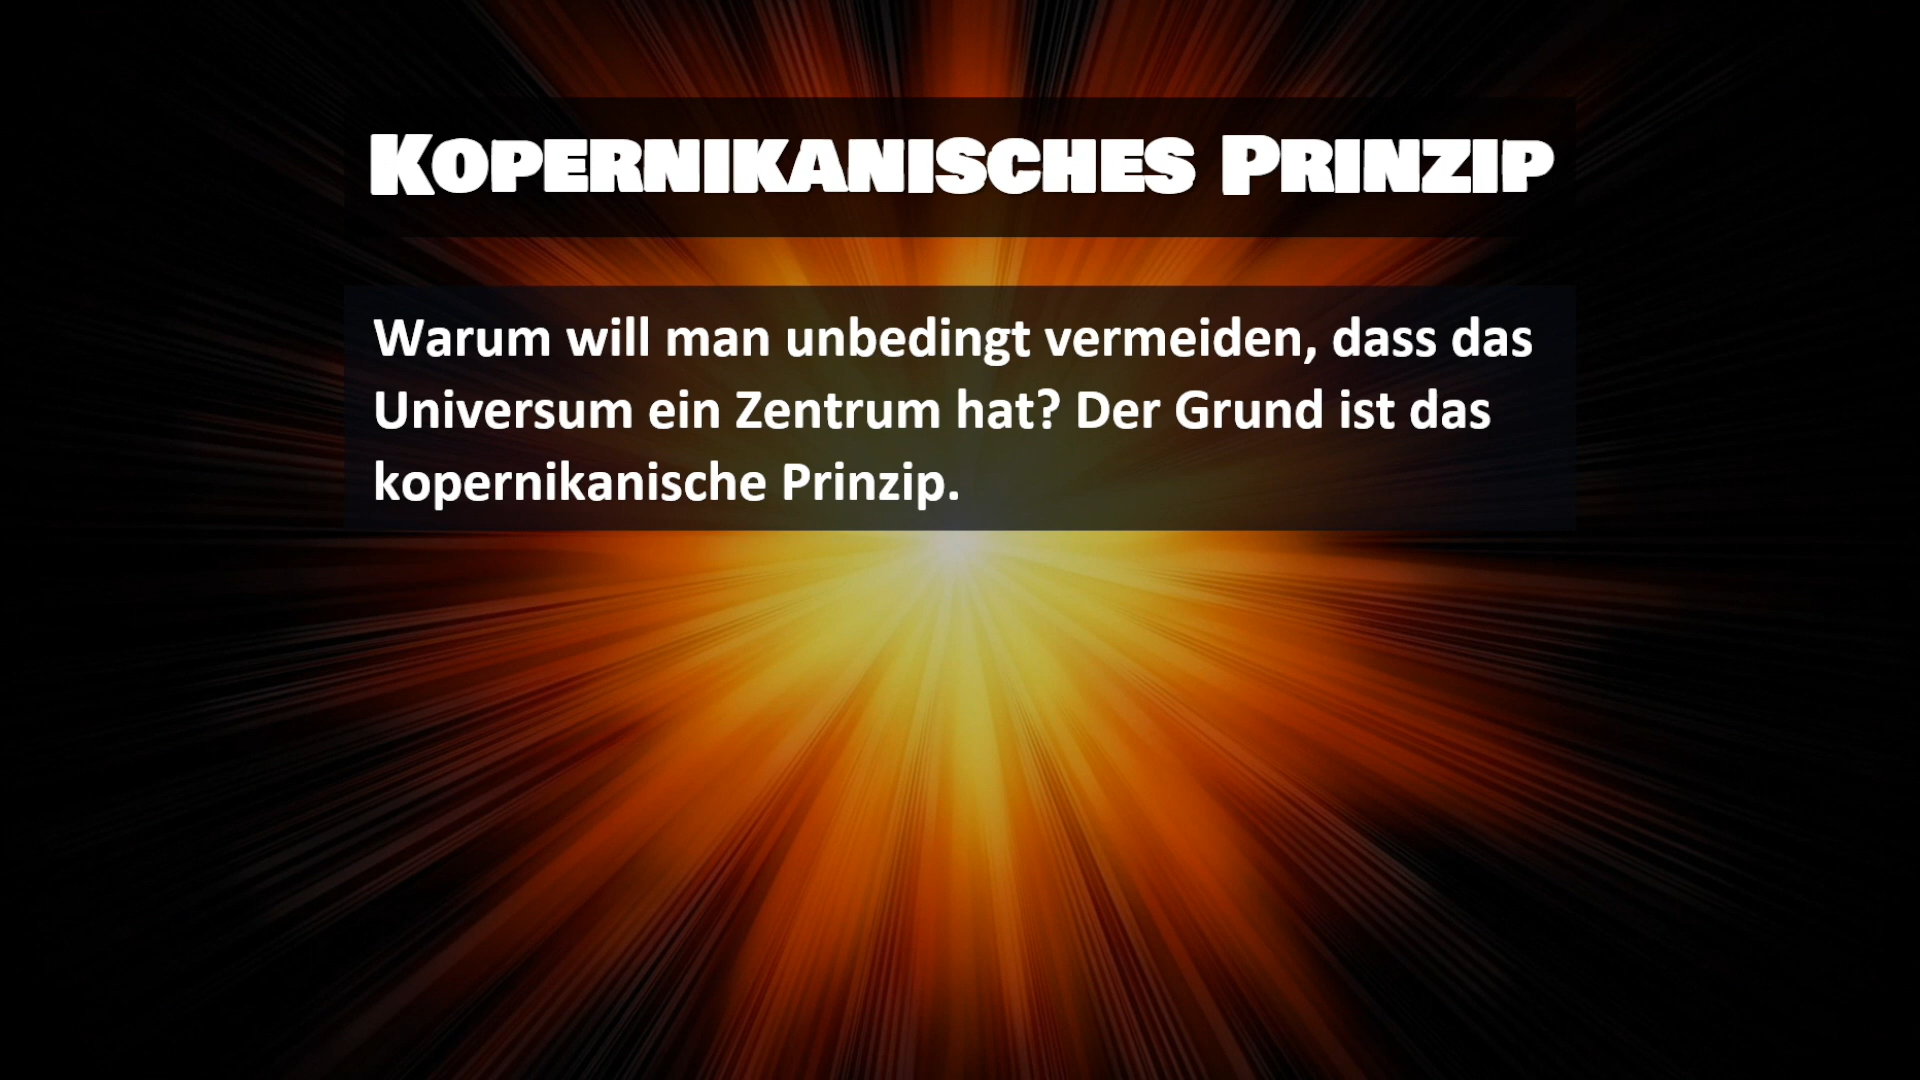 Kopernikanisches Prinzip
Warum will man unbedingt vermeiden, dass das
Universum ein Zentrum hat? Der Grund ist das
kopernikanische Prinzip.